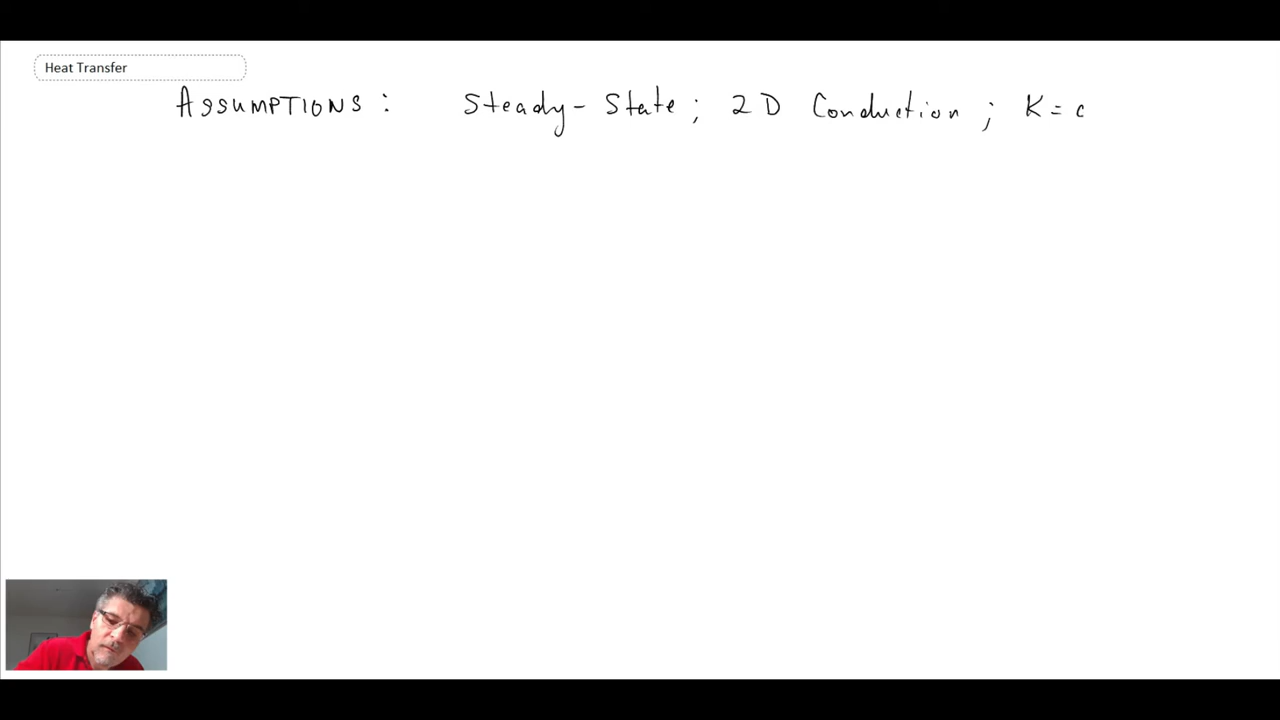 Heat Transfer
ASSUMPTIONS : Steady-State ; 2D Conduction ; K = c